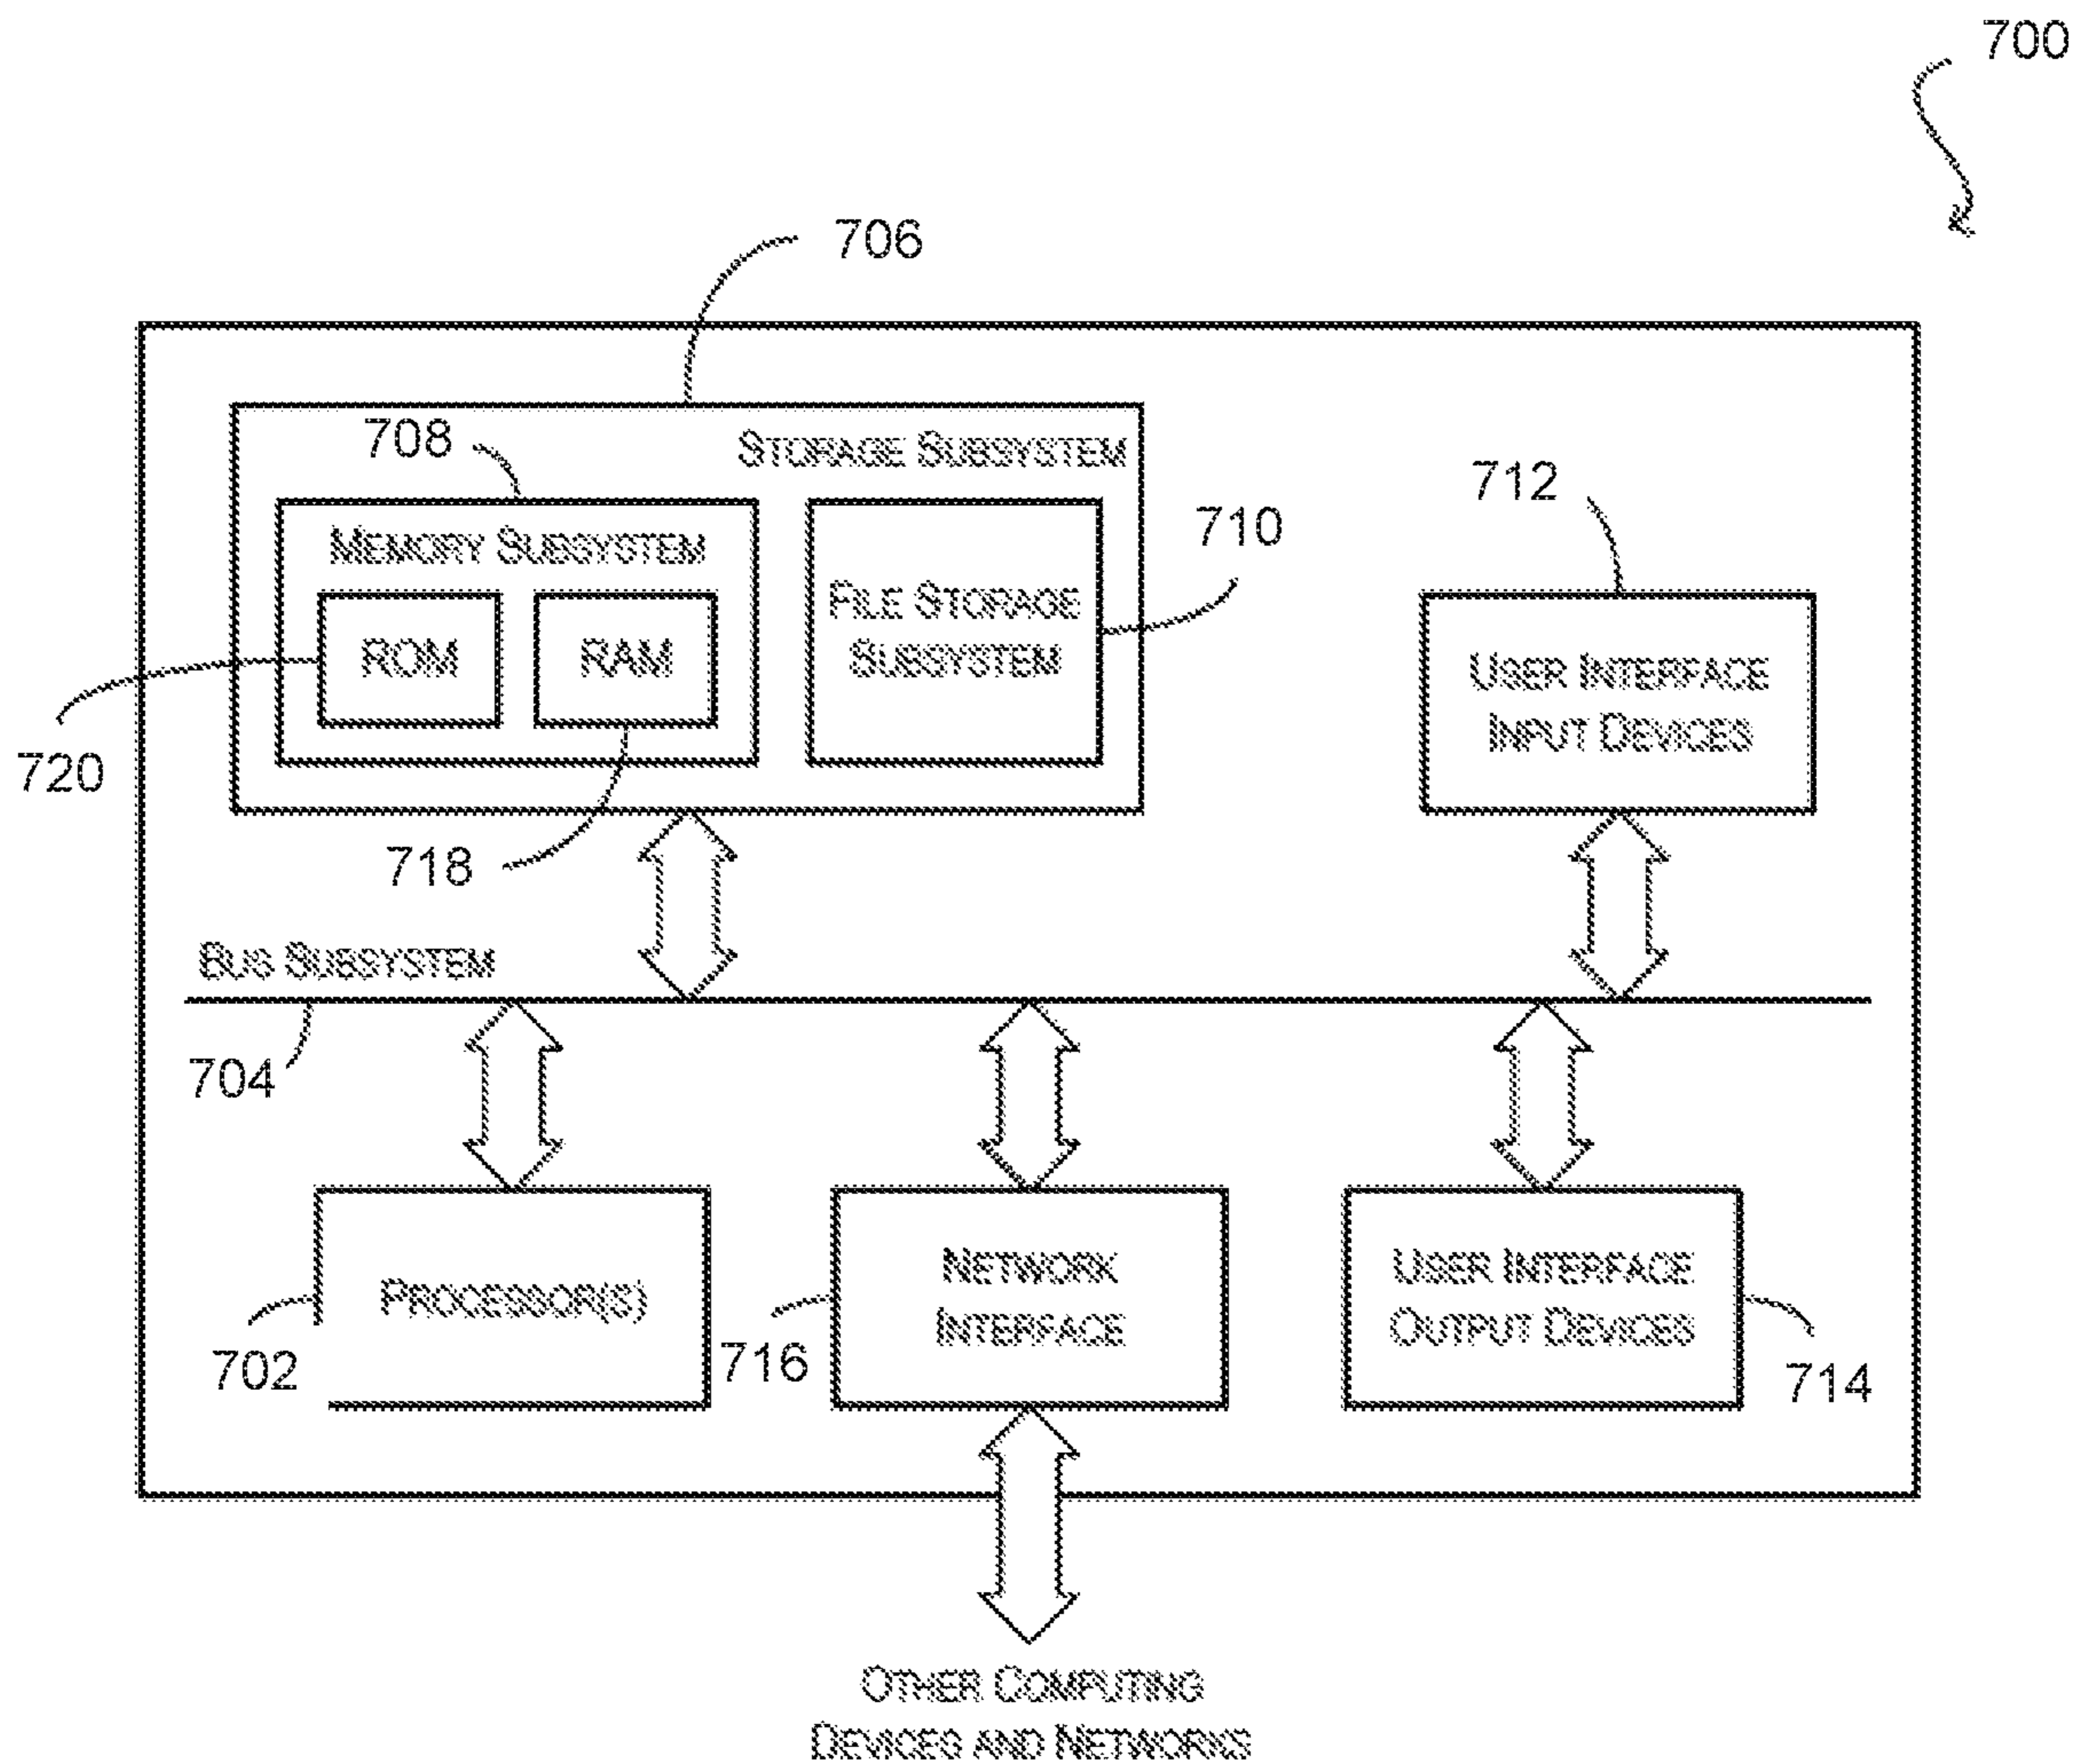 700
706
708
STORAGE SUBSYSTEM
712
710
MEMORY SUBSYSTEM
FILE STORAGE
SUBSYSTEM
ROM
RAM
USER INTERFACE
INPUT DEVICES
720
718
BUS SUBSYSTEM
704
PROCESSOR(S)
NETWORK
INTERFACE
USER INTERFACE
OUTPUT DEVICES
702
716
714
OTHER COMPUTING
DEVICES AND NETWORKS